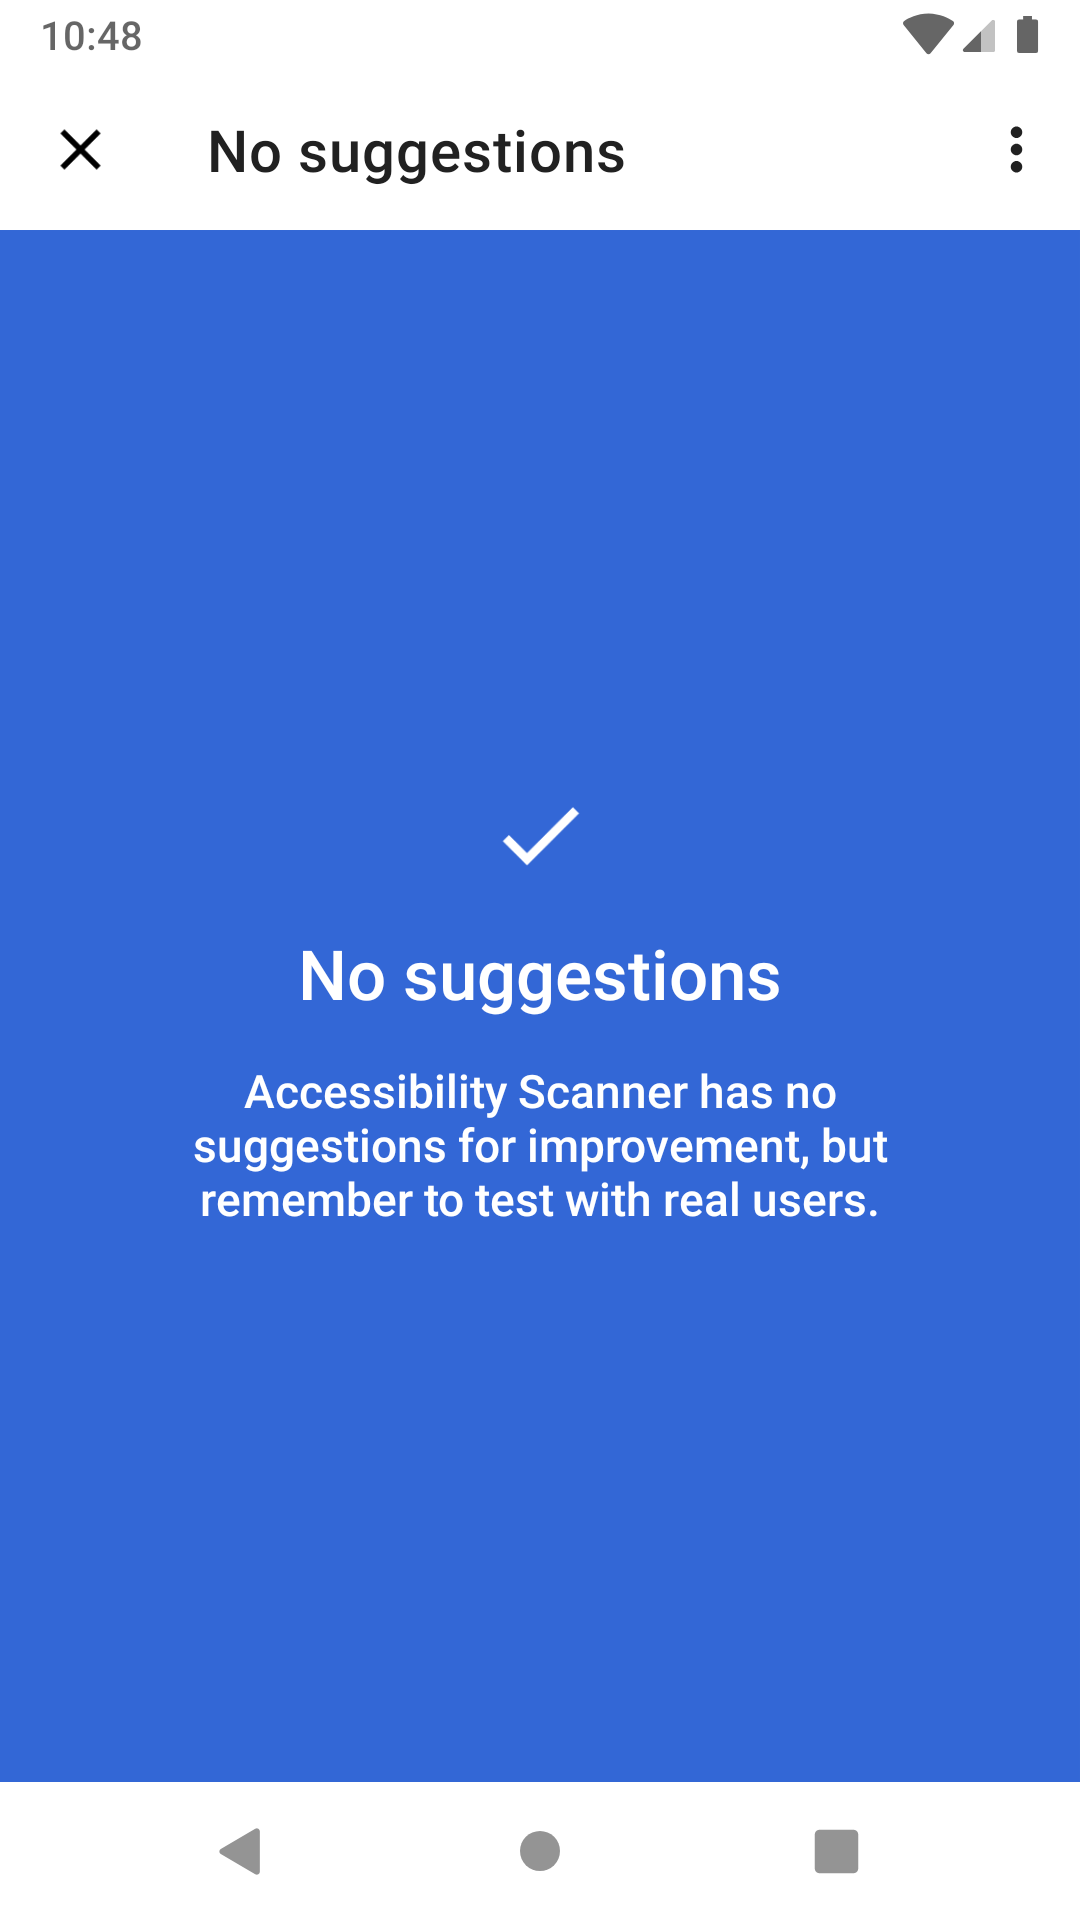 10:48
No suggestions
No suggestions
Accessibility Scanner has no
suggestions for improvement, but
remember to test with real users.